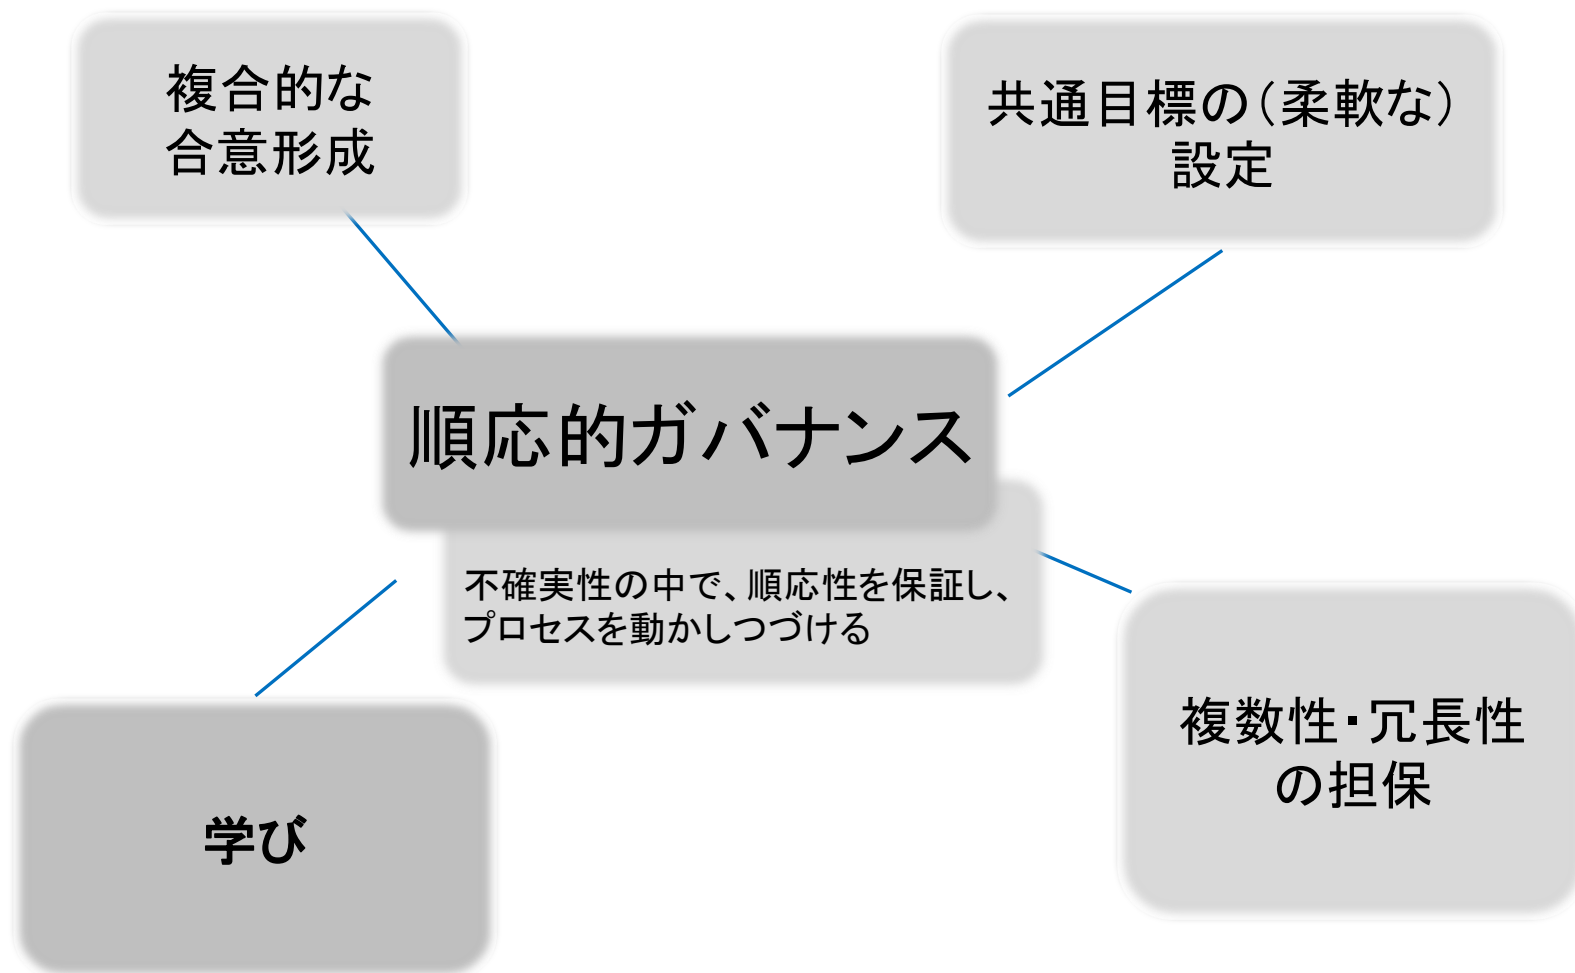 複合的な
合意形成
共通目標の（柔軟な）
設定
順応的ガバナンス
不確実性の中で、順応性を保証し、
プロセスを動かしつづける
学び
複数性・冗長性
の担保